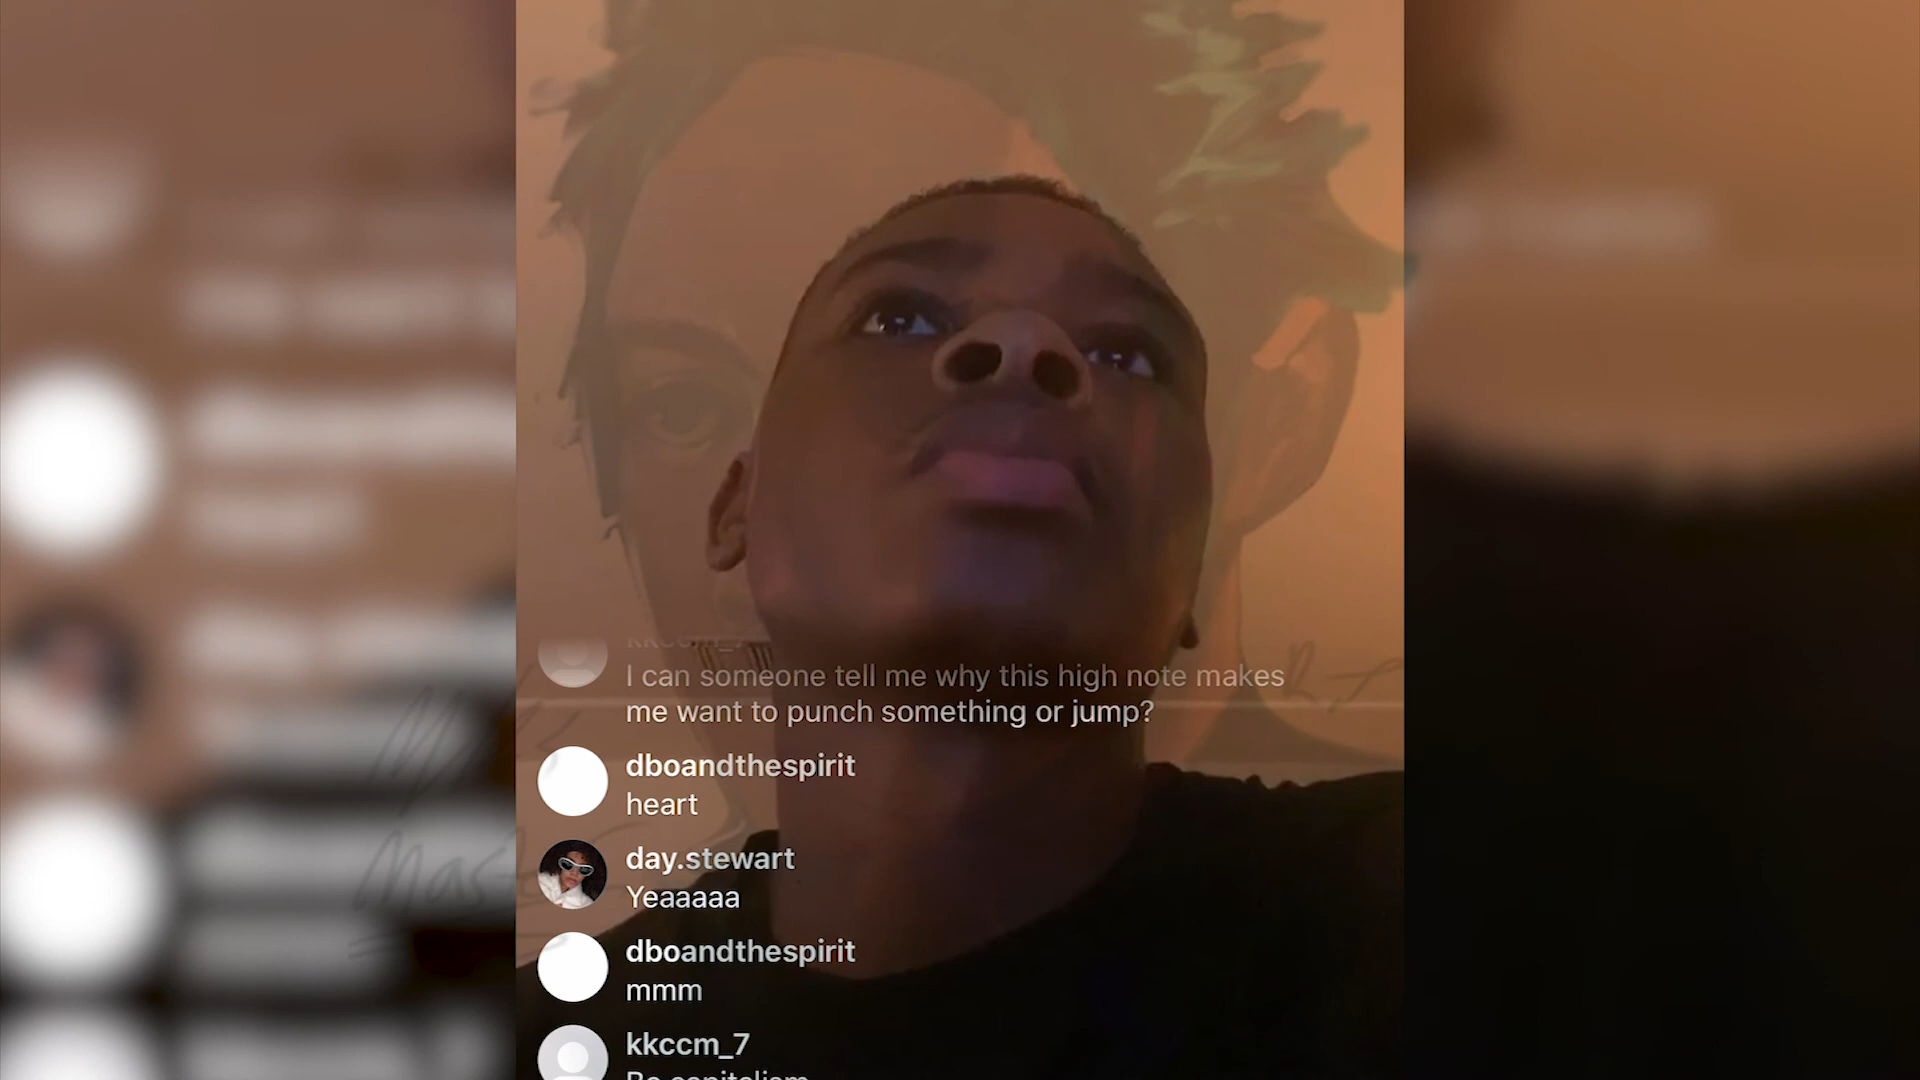 I can someone tell me why this high note makes
me want to punch something or jump?
dboandthespirit
heart
day.stewart
Yeaaaaa
dboandthespirit
mmm
kkccm_7